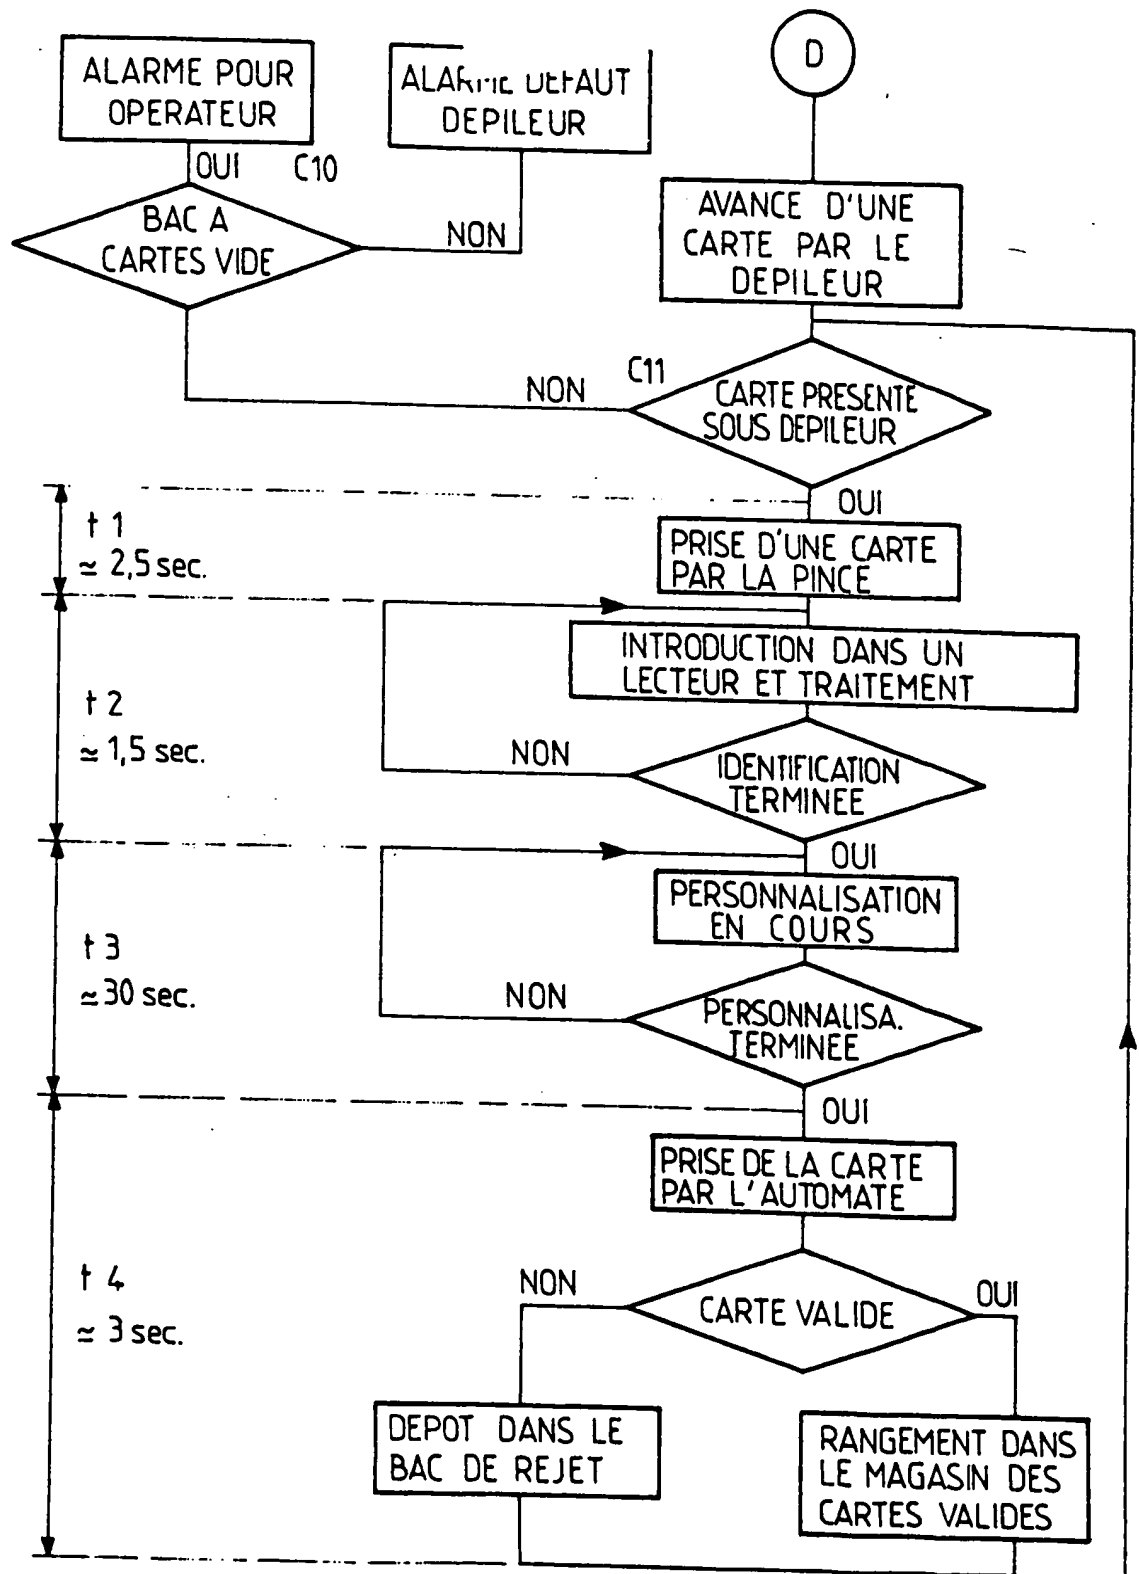 D
ALARME POUR
OPERATEUR
ALARME DEFAUT
DEPILEUR
OUI
C10
BAC A
CARTES VIDE
NON
AVANCE D'UNE
CARTE PAR LE
DEPILEUR
NON
C11
CARTE PRESENTE
SOUS DEPILEUR
OUI
t 1
≃ 2,5 sec.
PRISE D'UNE CARTE
PAR LA PINCE
INTRODUCTION DANS UN
LECTEUR ET TRAITEMENT
t 2
≃ 1,5 sec.
NON
IDENTIFICATION
TERMINEE
OUI
PERSONNALISATION
EN COURS
t 3
≃ 30 sec.
NON
PERSONNALISA.
TERMINEE
OUI
PRISE DE LA CARTE
PAR L'AUTOMATE
t 4
≃ 3 sec.
NON
CARTE VALIDE
OUI
DEPOT DANS LE
BAC DE REJET
RANGEMENT DANS
LE MAGASIN DES
CARTES VALIDES